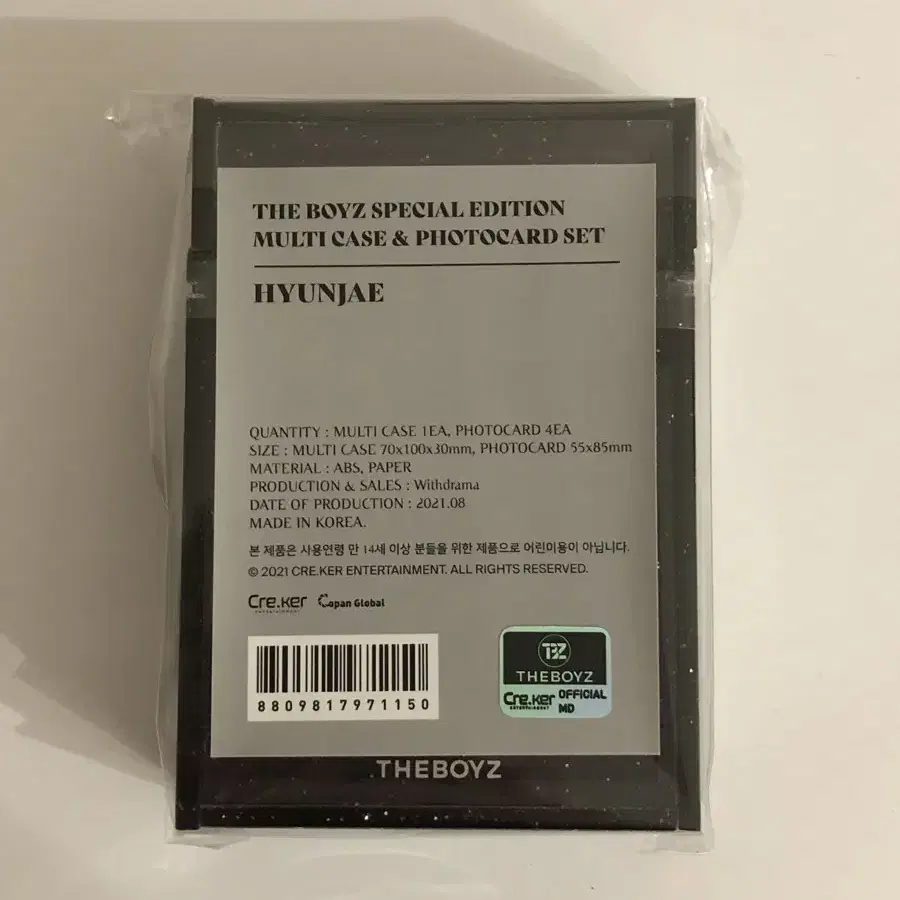 THE BOYZ SPECIAL EDITION
MULTI CASE & PHOTOCARD SET
HYUNJAE
QUANTITY : MULTI CASE 1EA, PHOTOCARD 4EA
SIZE : MULTI CASE 70x100x30mm, PHOTOCARD 55x85mm
MATERIAL : ABS, PAPER
PRODUCTION & SALES : Withdrama
DATE OF PRODUCTION : 2021.08
MADE IN KOREA.
본 제품은 사용연령 만 14세 이상 분들을 위한 제품으로 어린이용이 아닙니다.
© 2021 CRE.KER ENTERTAINMENT. ALL RIGHTS RESERVED.
Cre.ker ENTERTAINMENT Capan Global
8809817971150
TBZ
THEBOYZ
Cre.ker ENTERTAINMENT OFFICIAL MD
THEBOYZ